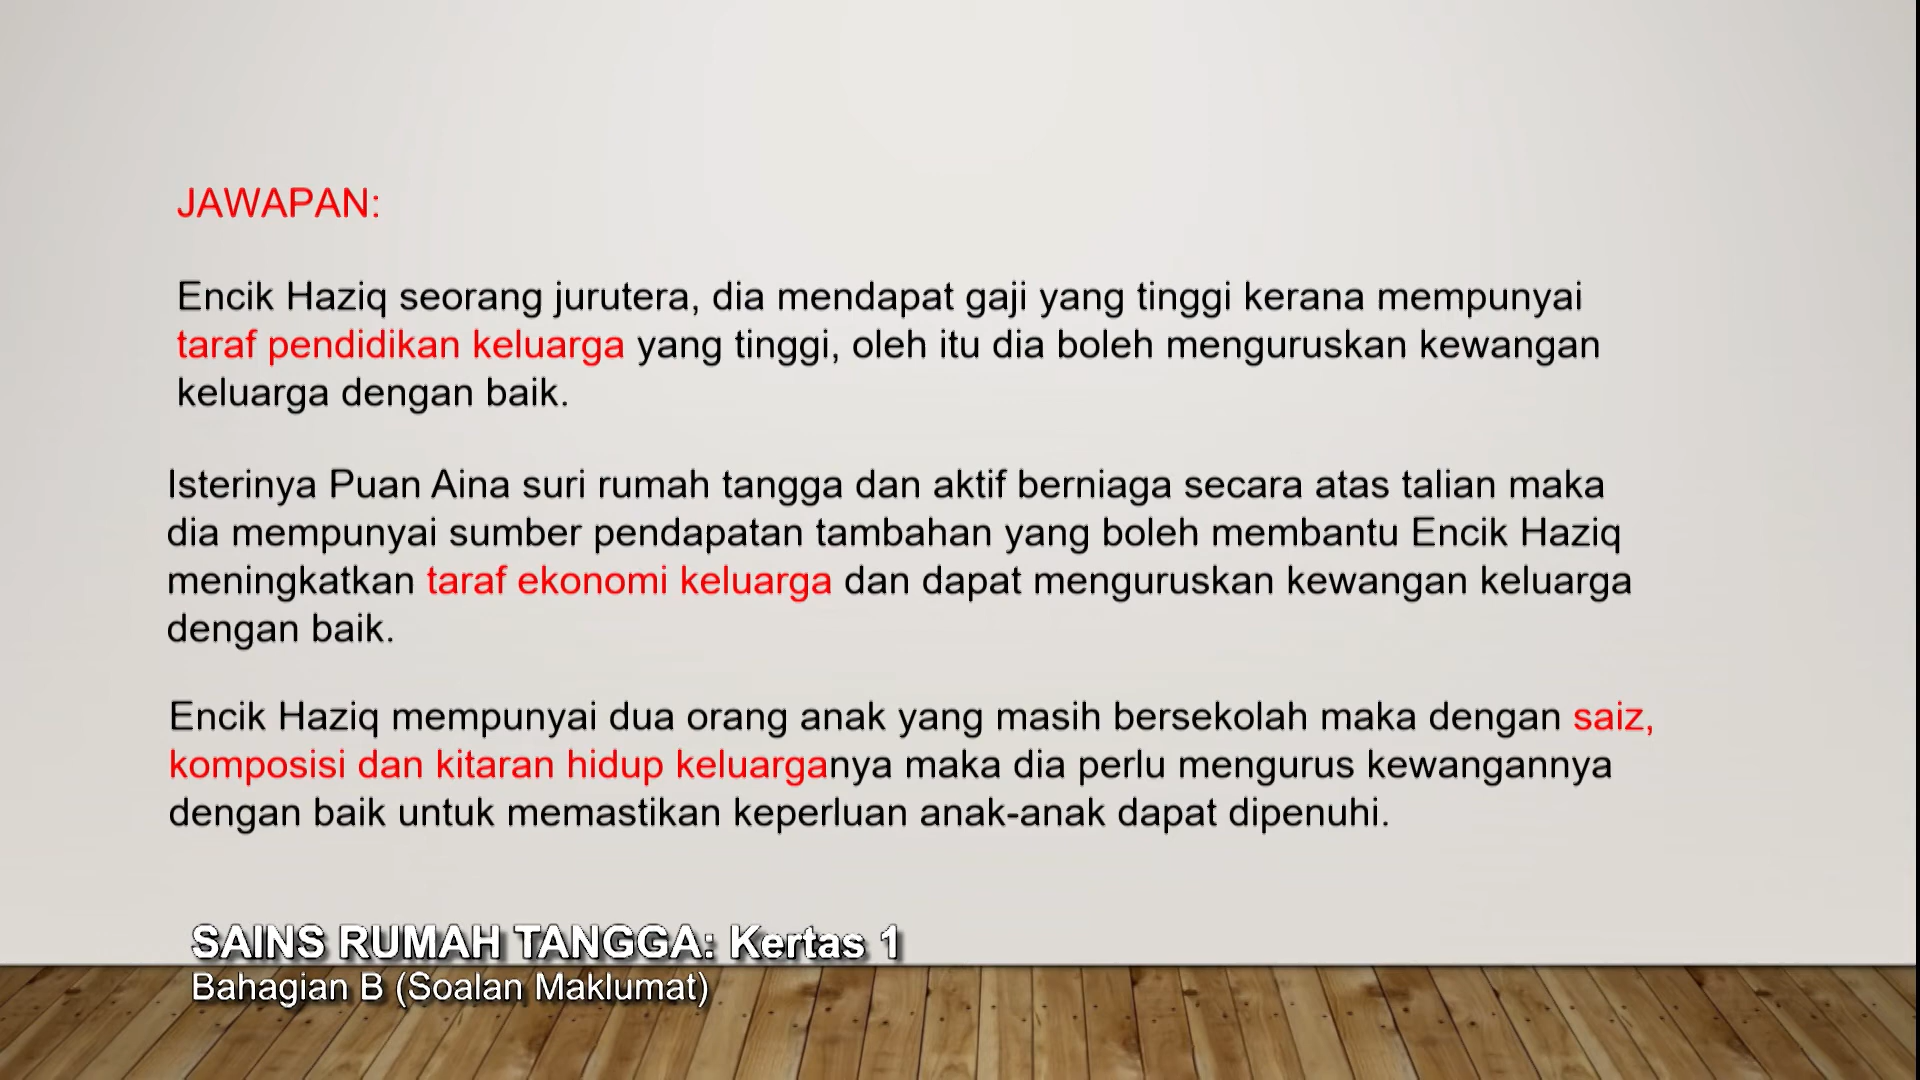 JAWAPAN:
Encik Haziq seorang jurutera, dia mendapat gaji yang tinggi kerana mempunyai
taraf pendidikan keluarga yang tinggi, oleh itu dia boleh menguruskan kewangan
keluarga dengan baik.
Isterinya Puan Aina suri rumah tangga dan aktif berniaga secara atas talian maka
dia mempunyai sumber pendapatan tambahan yang boleh membantu Encik Haziq
meningkatkan taraf ekonomi keluarga dan dapat menguruskan kewangan keluarga
dengan baik.
Encik Haziq mempunyai dua orang anak yang masih bersekolah maka dengan saiz,
komposisi dan kitaran hidup keluarganya maka dia perlu mengurus kewangannya
dengan baik untuk memastikan keperluan anak-anak dapat dipenuhi.
SAINS RUMAH TANGGA: Kertas 1
Bahagian B (Soalan Maklumat)